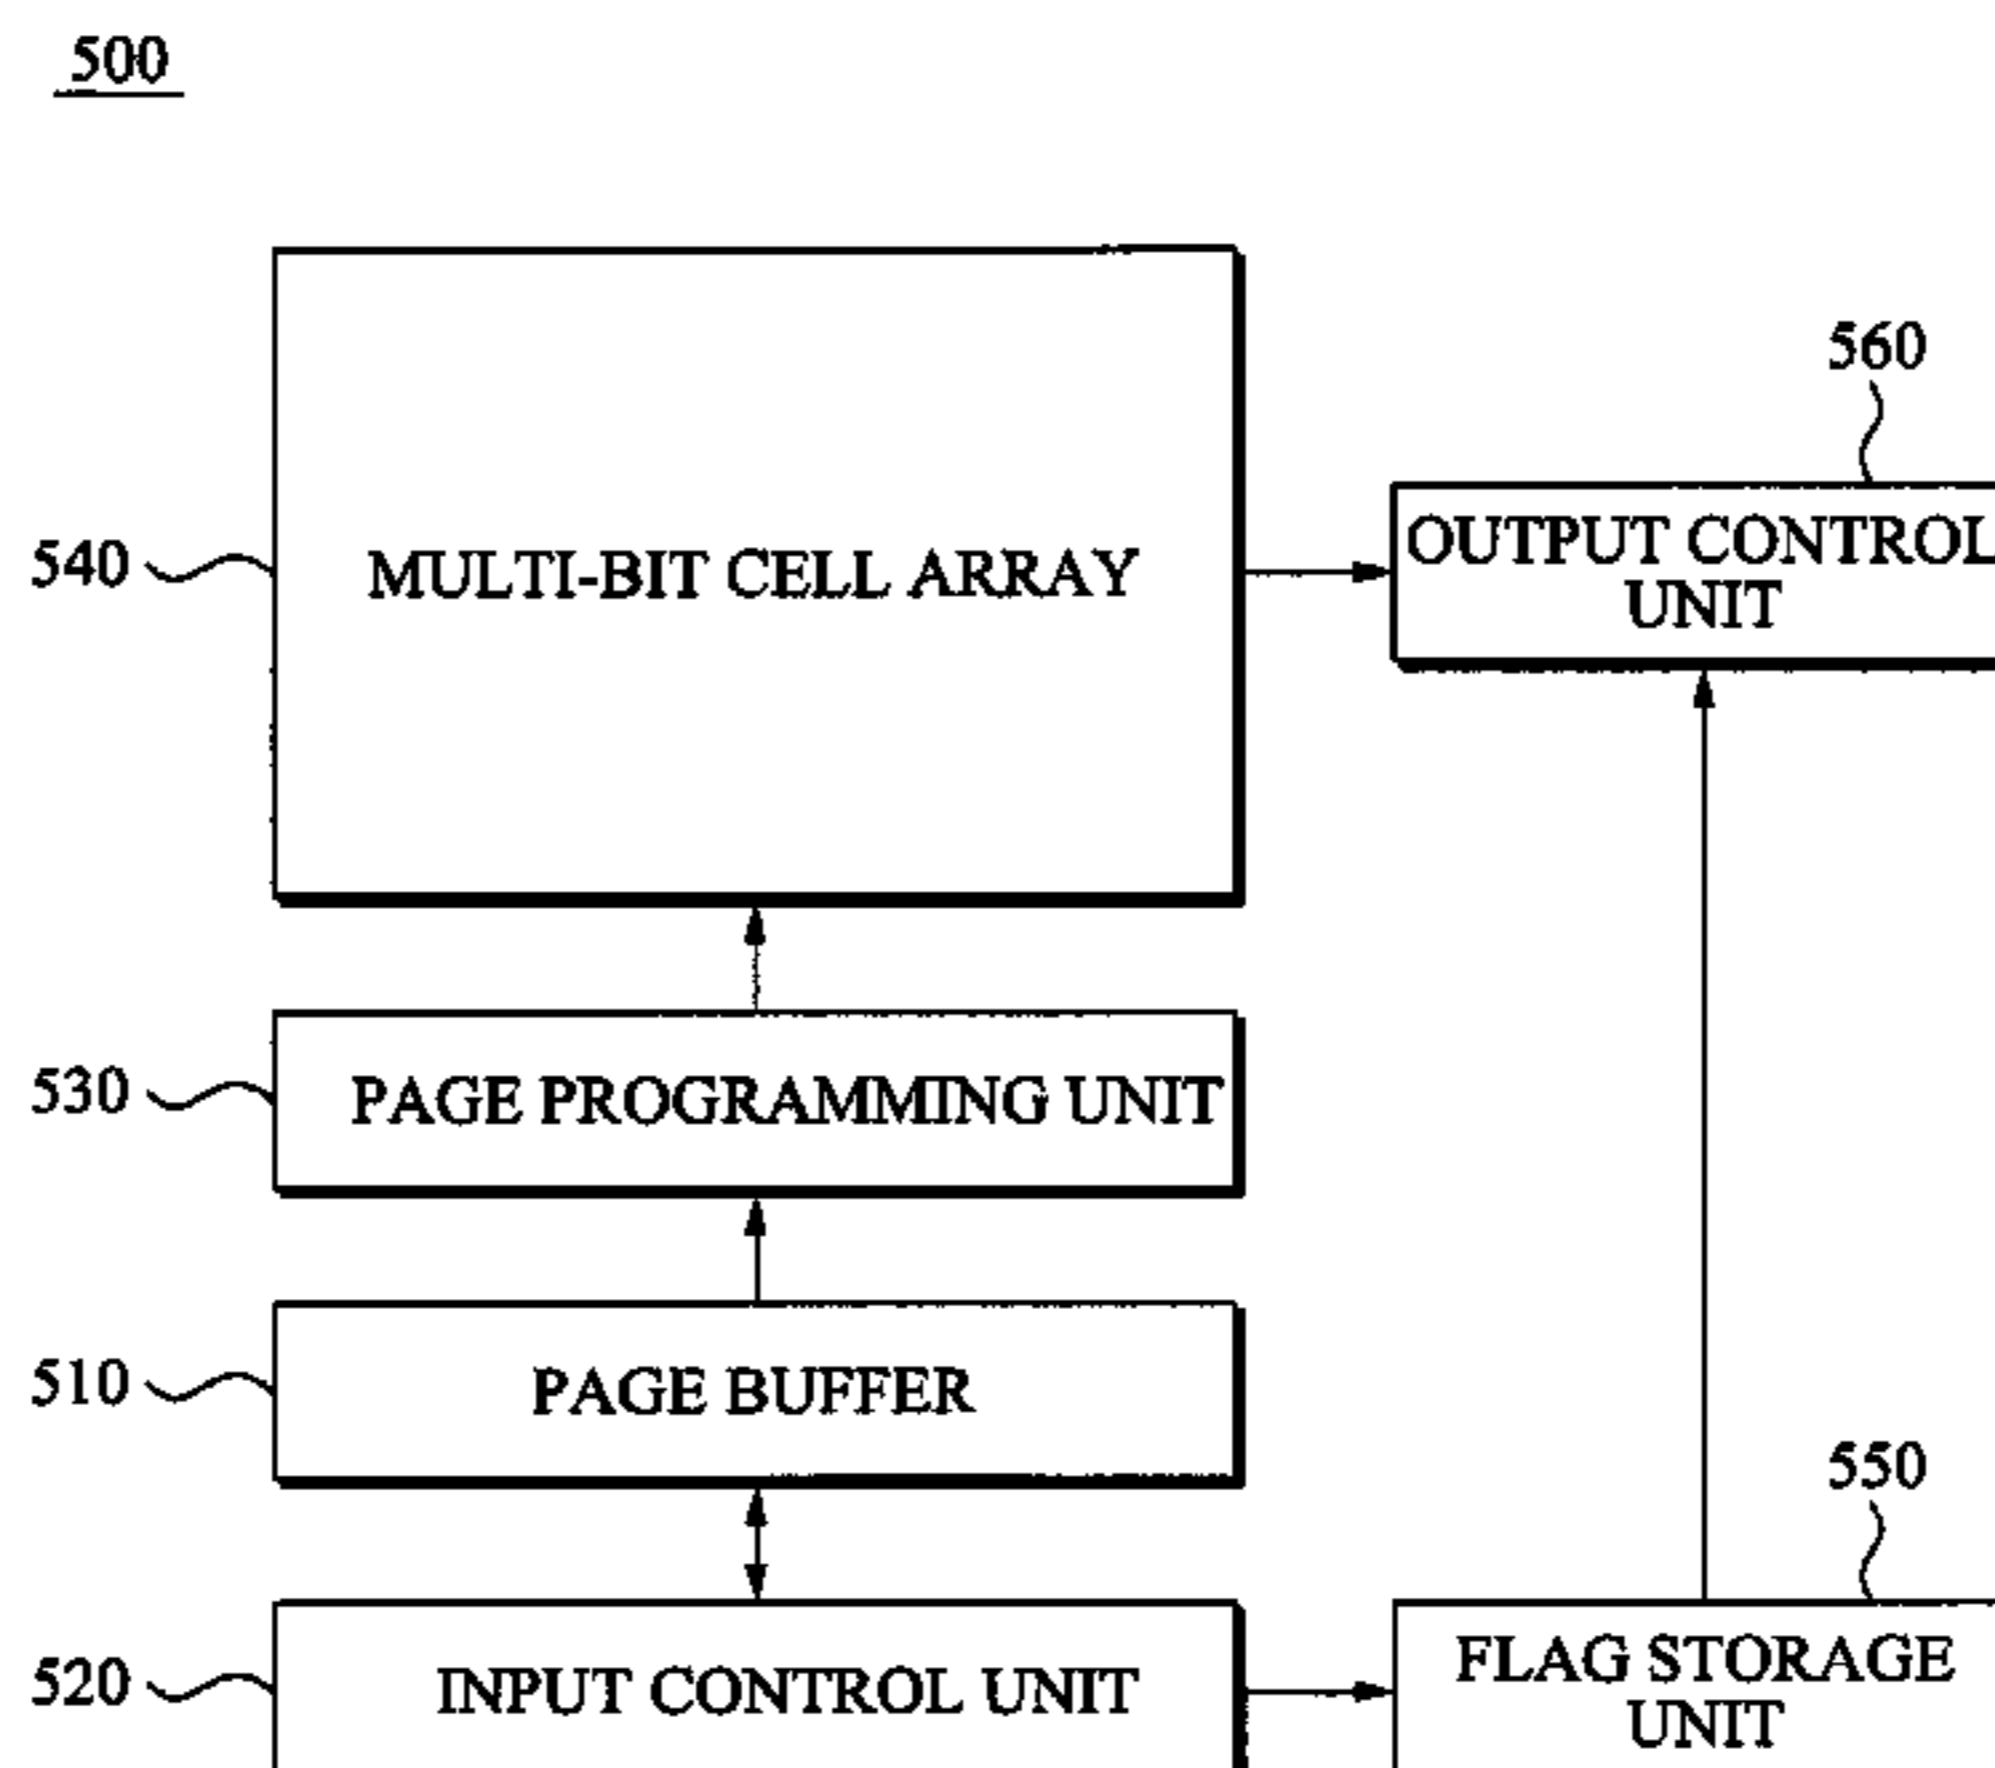 500
560
540
MULTI-BIT CELL ARRAY
OUTPUT CONTROL
UNIT
530
PAGE PROGRAMMING UNIT
510
PAGE BUFFER
550
520
INPUT CONTROL UNIT
FLAG STORAGE
UNIT